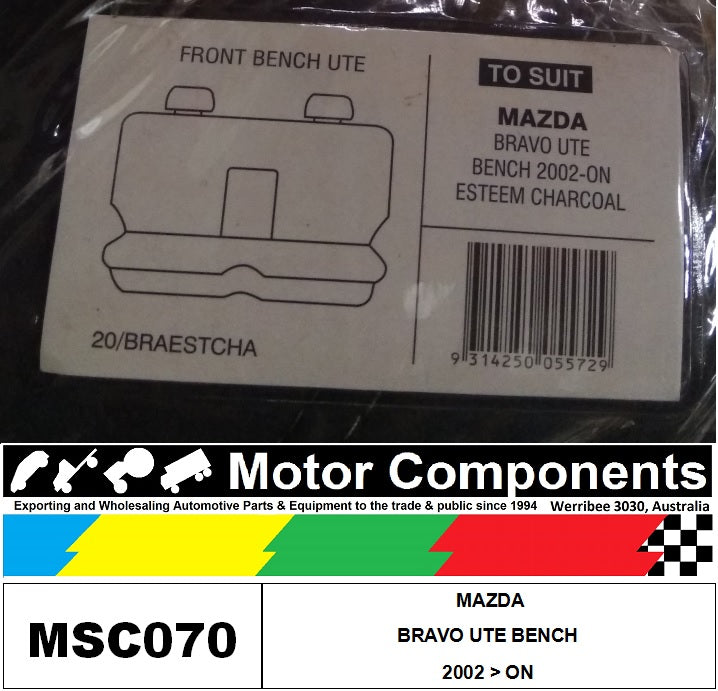 FRONT BENCH UTE
TO SUIT
MAZDA
BRAVO UTE
BENCH 2002-ON
ESTEEM CHARCOAL
20/BRAESTCHA
9 314250 055729
Motor Components
Exporting and Wholesaling Automotive Parts & Equipment to the trade & public since 1994
Werribee 3030, Australia
MSC070
MAZDA
BRAVO UTE BENCH
2002 > ON